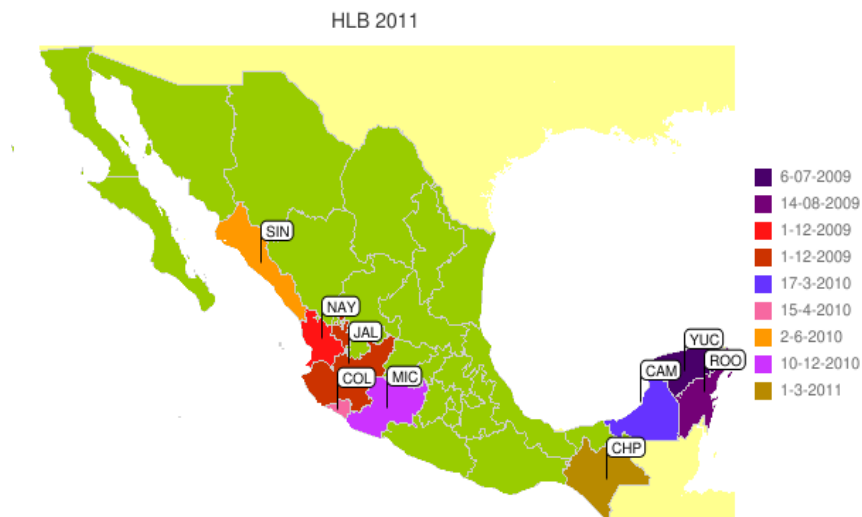 HLB 2011
SIN
NAY
JAL
COL
MIC
YUC
ROO
CAM
CHP
6-07-2009
14-08-2009
1-12-2009
1-12-2009
17-3-2010
15-4-2010
2-6-2010
10-12-2010
1-3-2011